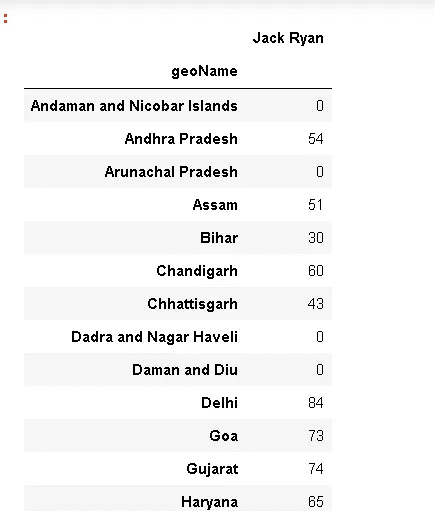 :
Jack Ryan
geoName
Andaman and Nicobar Islands 0
Andhra Pradesh 54
Arunachal Pradesh 0
Assam 51
Bihar 30
Chandigarh 60
Chhattisgarh 43
Dadra and Nagar Haveli 0
Daman and Diu 0
Delhi 84
Goa 73
Gujarat 74
Haryana 65